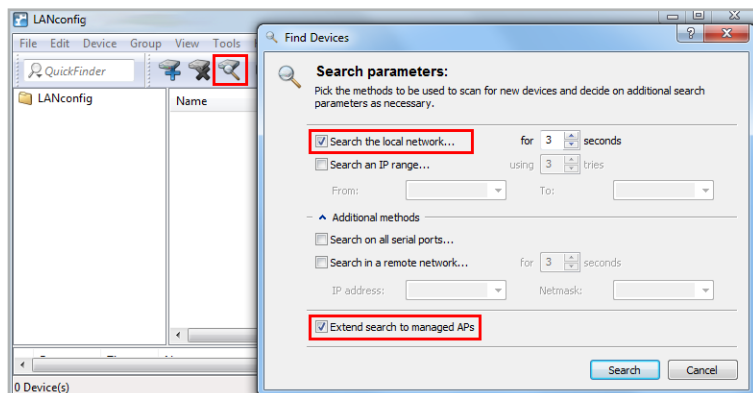 LANconfig
File Edit Device Group View Tools
QuickFinder
LANconfig
Name
0 Device(s)
Find Devices
Search parameters:
Pick the methods to be used to scan for new devices and decide on additional search
parameters as necessary.
Search the local network... for 3 seconds
Search an IP range... using 3 tries
From: To:
Additional methods
Search on all serial ports...
Search in a remote network... for 3 seconds
IP address: Netmask:
Extend search to managed APs
Search Cancel